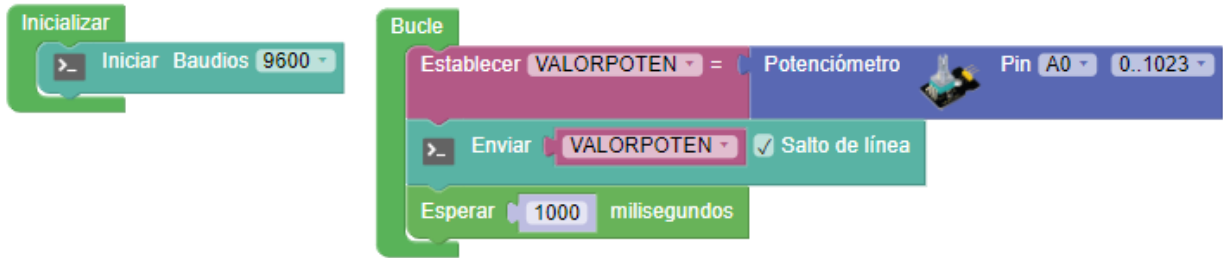 Inicializar
Iniciar Baudios 9600
Bucle
Establecer VALORPOTEN = Potenciómetro Pin A0 0..1023
Enviar VALORPOTEN Salto de línea
Esperar 1000 milisegundos